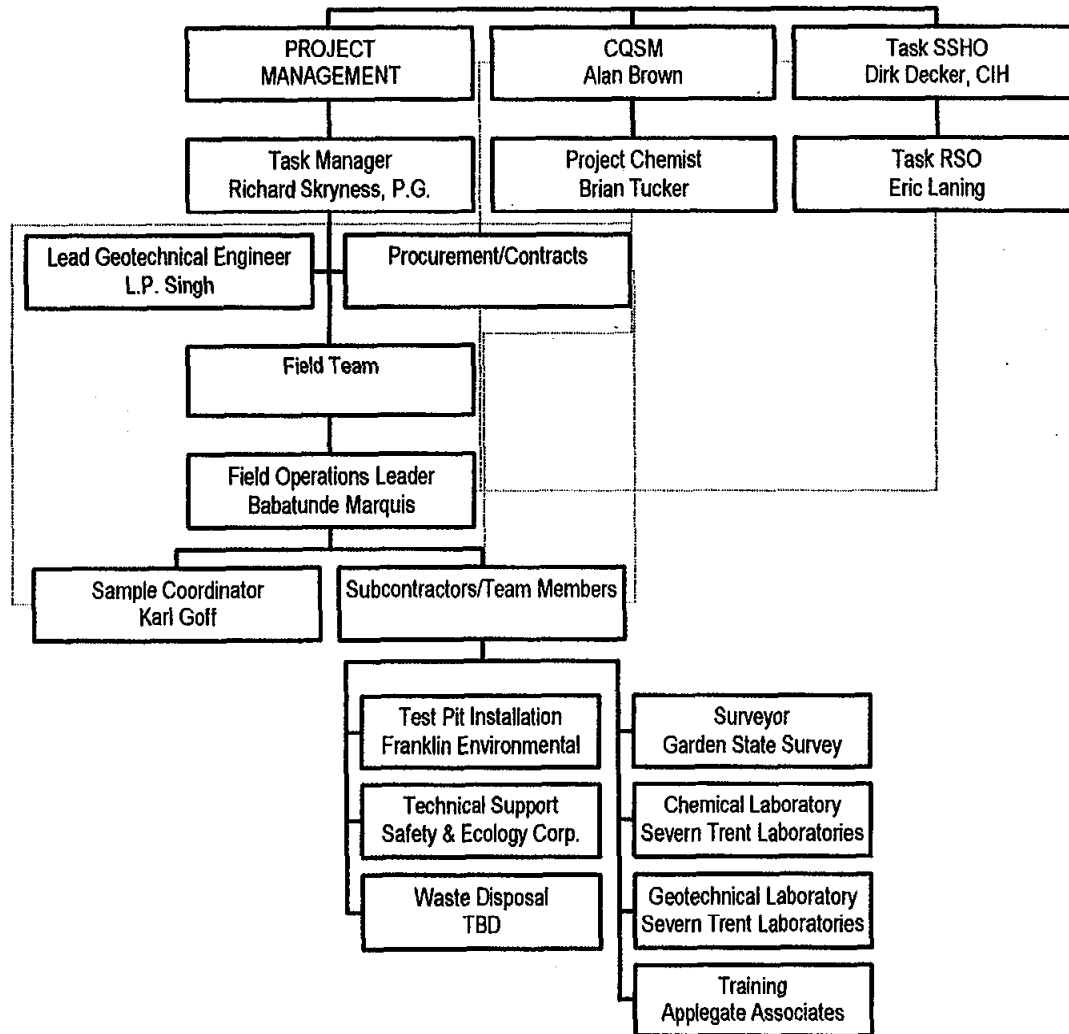 PROJECT
MANAGEMENT
CQSM
Alan Brown
Task SSHO
Dirk Decker, CIH
Task Manager
Richard Skryness, P.G.
Project Chemist
Brian Tucker
Task RSO
Eric Laning
Lead Geotechnical Engineer
L.P. Singh
Procurement/Contracts
Field Team
Field Operations Leader
Babatunde Marquis
Sample Coordinator
Karl Goff
Subcontractors/Team Members
Test Pit Installation
Franklin Environmental
Surveyor
Garden State Survey
Technical Support
Safety & Ecology Corp.
Chemical Laboratory
Severn Trent Laboratories
Waste Disposal
TBD
Geotechnical Laboratory
Severn Trent Laboratories
Training
Applegate Associates